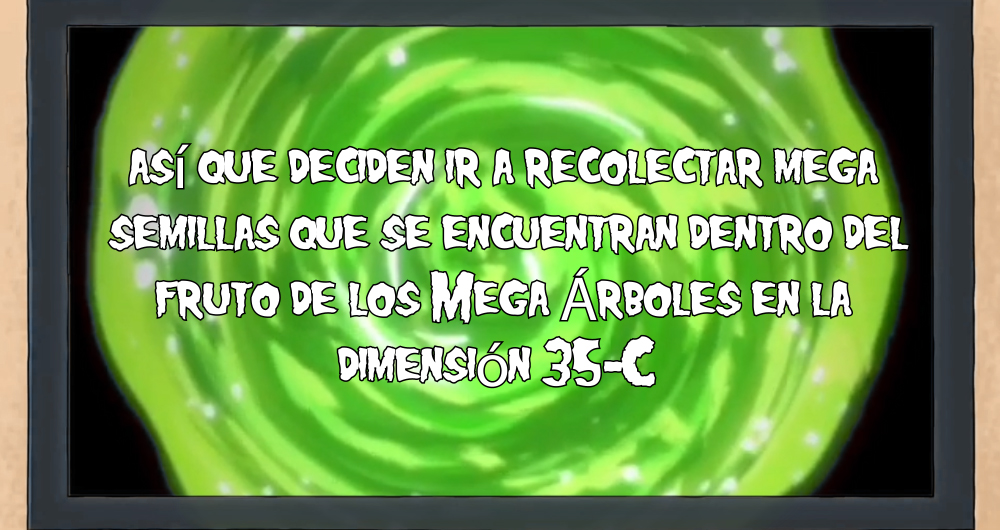 así que deciden ir a recolectar mega
semillas que se encuentran dentro del
fruto de los Mega Árboles en la
dimensión 35-C